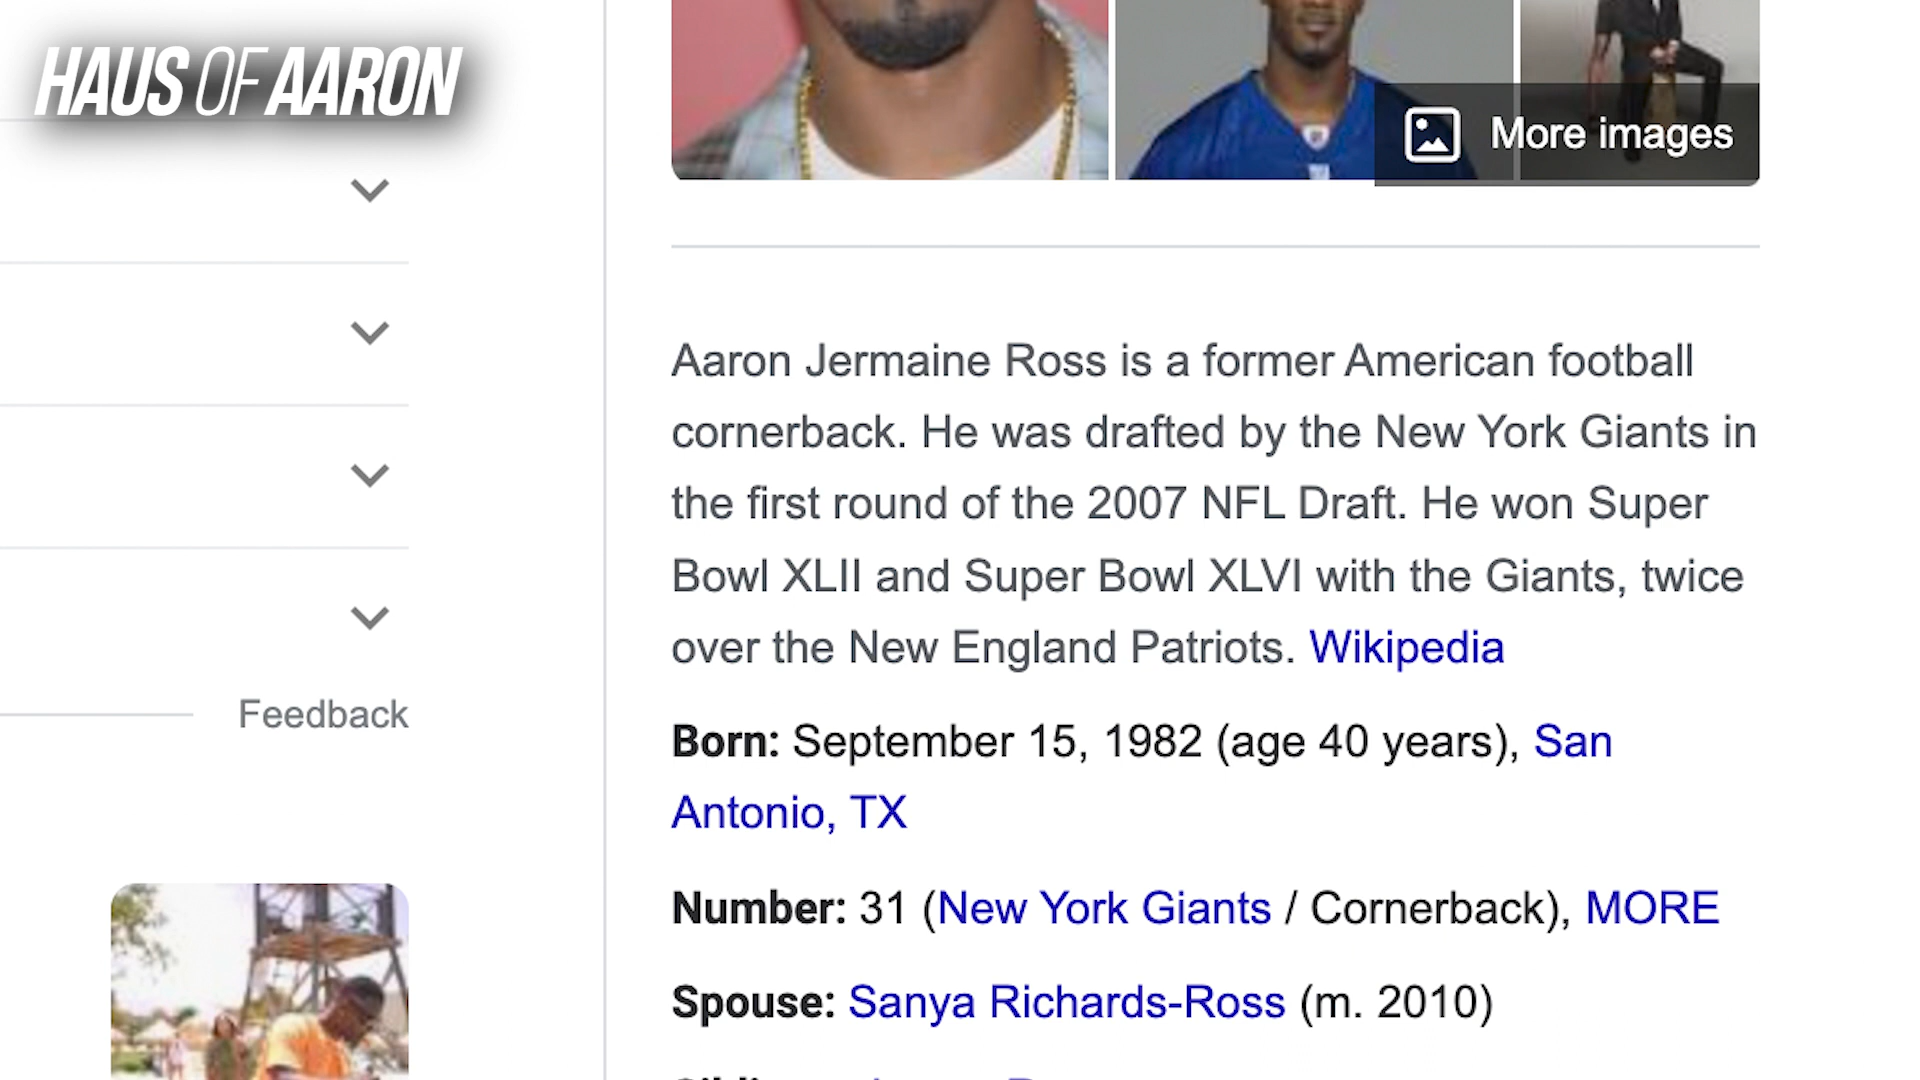 HAUS OF AARON
More images
Aaron Jermaine Ross is a former American football
cornerback. He was drafted by the New York Giants in
the first round of the 2007 NFL Draft. He won Super
Bowl XLII and Super Bowl XLVI with the Giants, twice
over the New England Patriots. Wikipedia
Feedback
Born: September 15, 1982 (age 40 years), San
Antonio, TX
Number: 31 (New York Giants / Cornerback), MORE
Spouse: Sanya Richards-Ross (m. 2010)